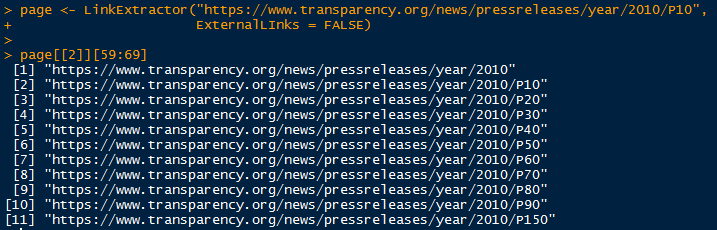 > page <- LinkExtractor("https://www.transparency.org/news/pressreleases/year/2010/P10",
+                       ExternalLInks = FALSE)
>
> page[[2]][59:69]
 [1] "https://www.transparency.org/news/pressreleases/year/2010"
 [2] "https://www.transparency.org/news/pressreleases/year/2010/P10"
 [3] "https://www.transparency.org/news/pressreleases/year/2010/P20"
 [4] "https://www.transparency.org/news/pressreleases/year/2010/P30"
 [5] "https://www.transparency.org/news/pressreleases/year/2010/P40"
 [6] "https://www.transparency.org/news/pressreleases/year/2010/P50"
 [7] "https://www.transparency.org/news/pressreleases/year/2010/P60"
 [8] "https://www.transparency.org/news/pressreleases/year/2010/P70"
 [9] "https://www.transparency.org/news/pressreleases/year/2010/P80"
[10] "https://www.transparency.org/news/pressreleases/year/2010/P90"
[11] "https://www.transparency.org/news/pressreleases/year/2010/P150"